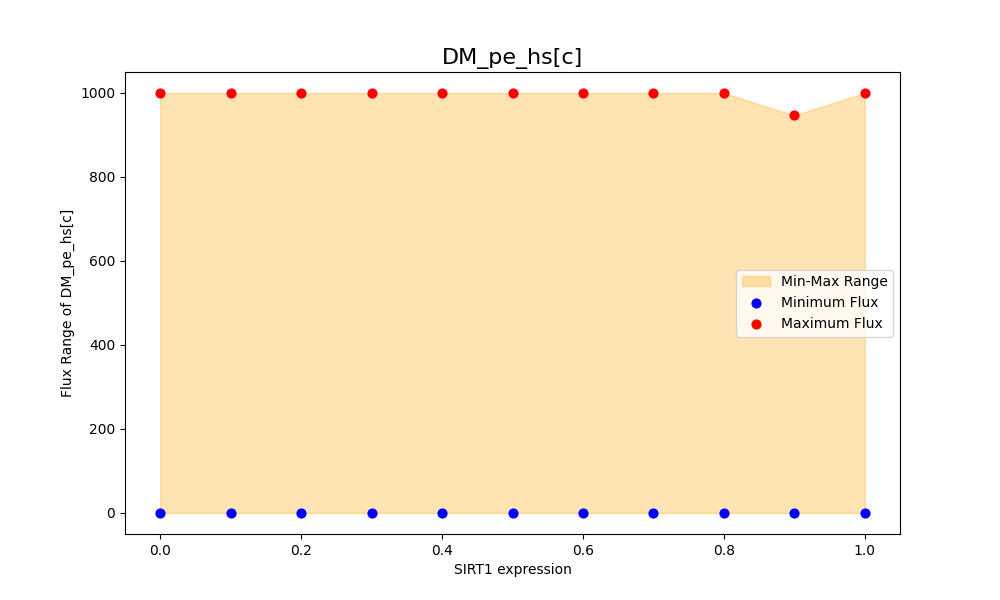 DM_pe_hs[c]
1000
800
600
400
200
0
Flux Range of DM_pe_hs[c]
Min-Max Range
Minimum Flux
Maximum Flux
0.0 0.2 0.4 0.6 0.8 1.0
SIRT1 expression